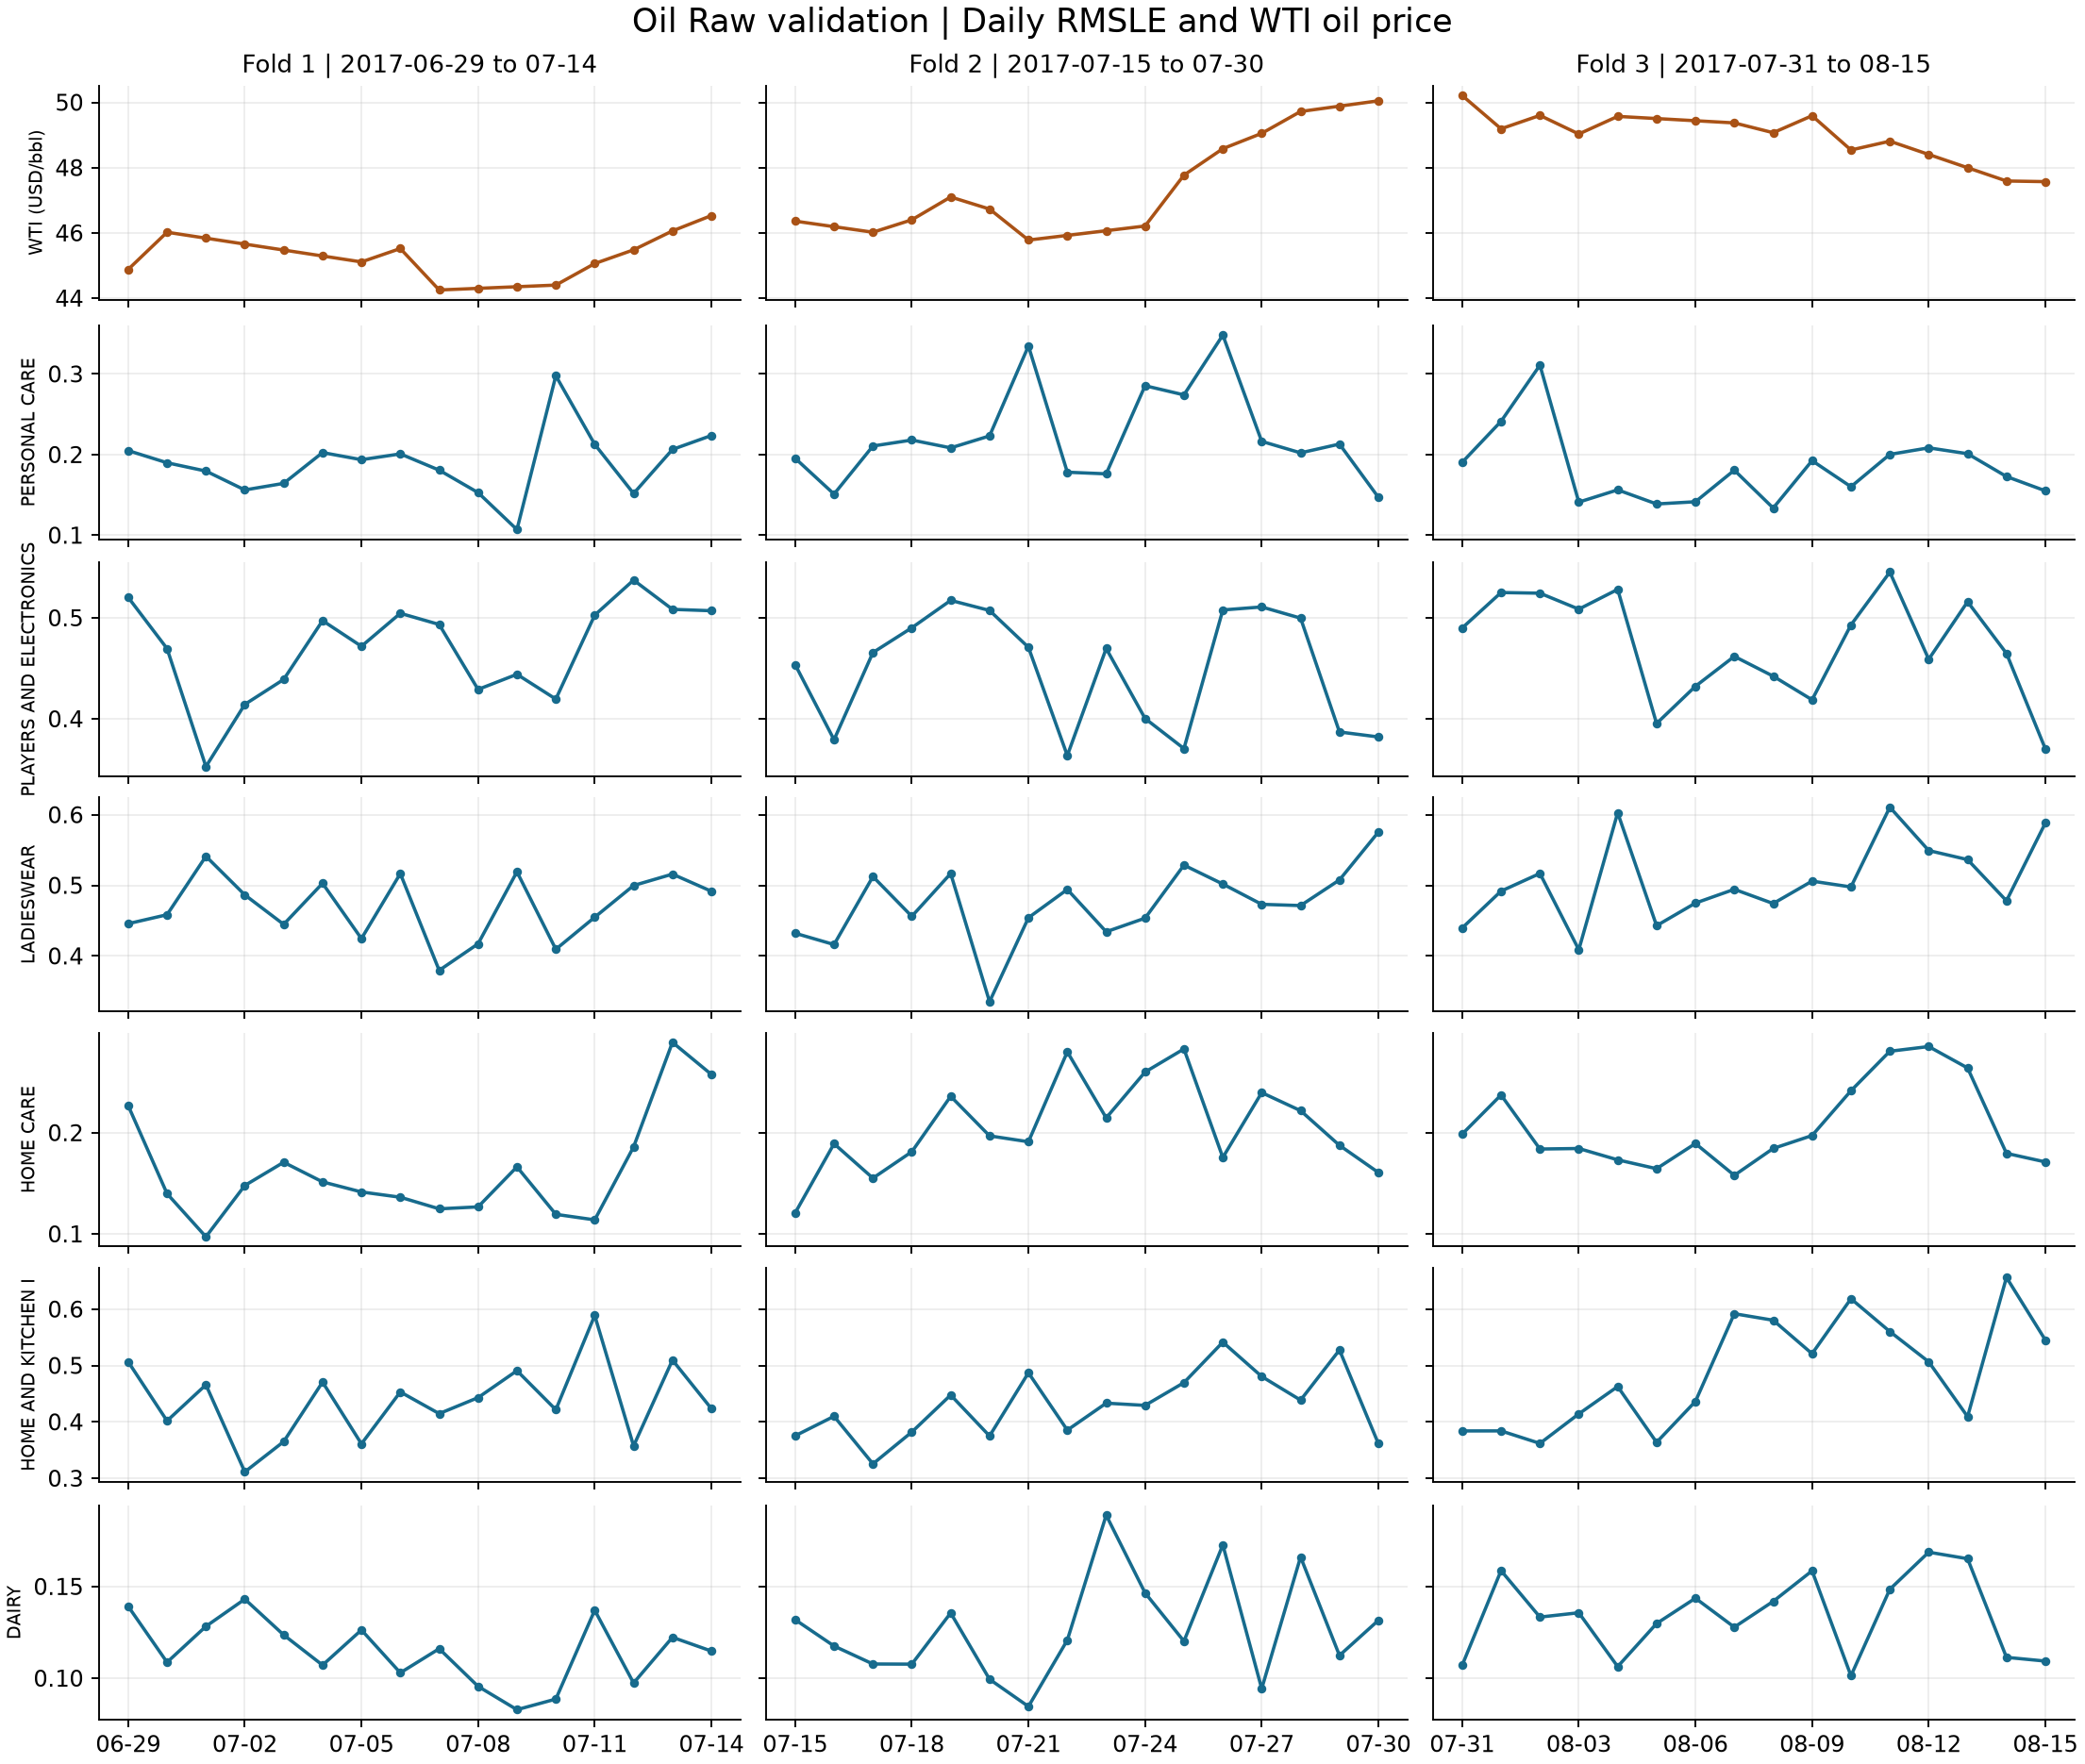 Oil Raw validation | Daily RMSLE and WTI oil price
Fold 1 | 2017-06-29 to 07-14
Fold 2 | 2017-07-15 to 07-30
Fold 3 | 2017-07-31 to 08-15
WTI (USD/bbl)
50
48
46
44
PERSONAL CARE
0.3
0.2
0.1
PLAYERS AND ELECTRONICS
0.5
0.4
LADIESWEAR
0.6
0.5
0.4
HOME CARE
0.2
0.1
HOME AND KITCHEN I
0.6
0.5
0.4
0.3
DAIRY
0.15
0.10
06-29 07-02 07-05 07-08 07-11 07-14 07-15 07-18 07-21 07-24 07-27 07-30 07-31 08-03 08-06 08-09 08-12 08-15